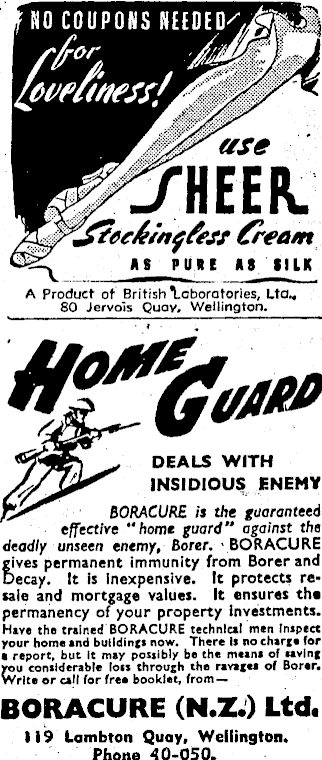 NO COUPONS NEEDED
for
Loveliness!
use
SHEER
Stockingless Cream
AS PURE AS SILK
A Product of British Laboratories, Ltd.,
80 Jervois Quay, Wellington.
HOME
GUARD
DEALS WITH
INSIDIOUS ENEMY
BORACURE is the guaranteed
effective "home guard" against the
deadly unseen enemy, Borer. BORACURE
gives permanent immunity from Borer and
Decay. It is inexpensive. It protects re-
sale and mortgage values. It ensures the
permanency of your property investments.
Have the trained BORACURE technical men inspect
your home and buildings now. There is no charge for
a report, but it may possibly be the means of saving
you considerable loss through the ravages of Borer.
Write or call for free booklet, from—
BORACURE (N.Z.) Ltd.
119 Lambton Quay, Wellington.
Phone 40-050.